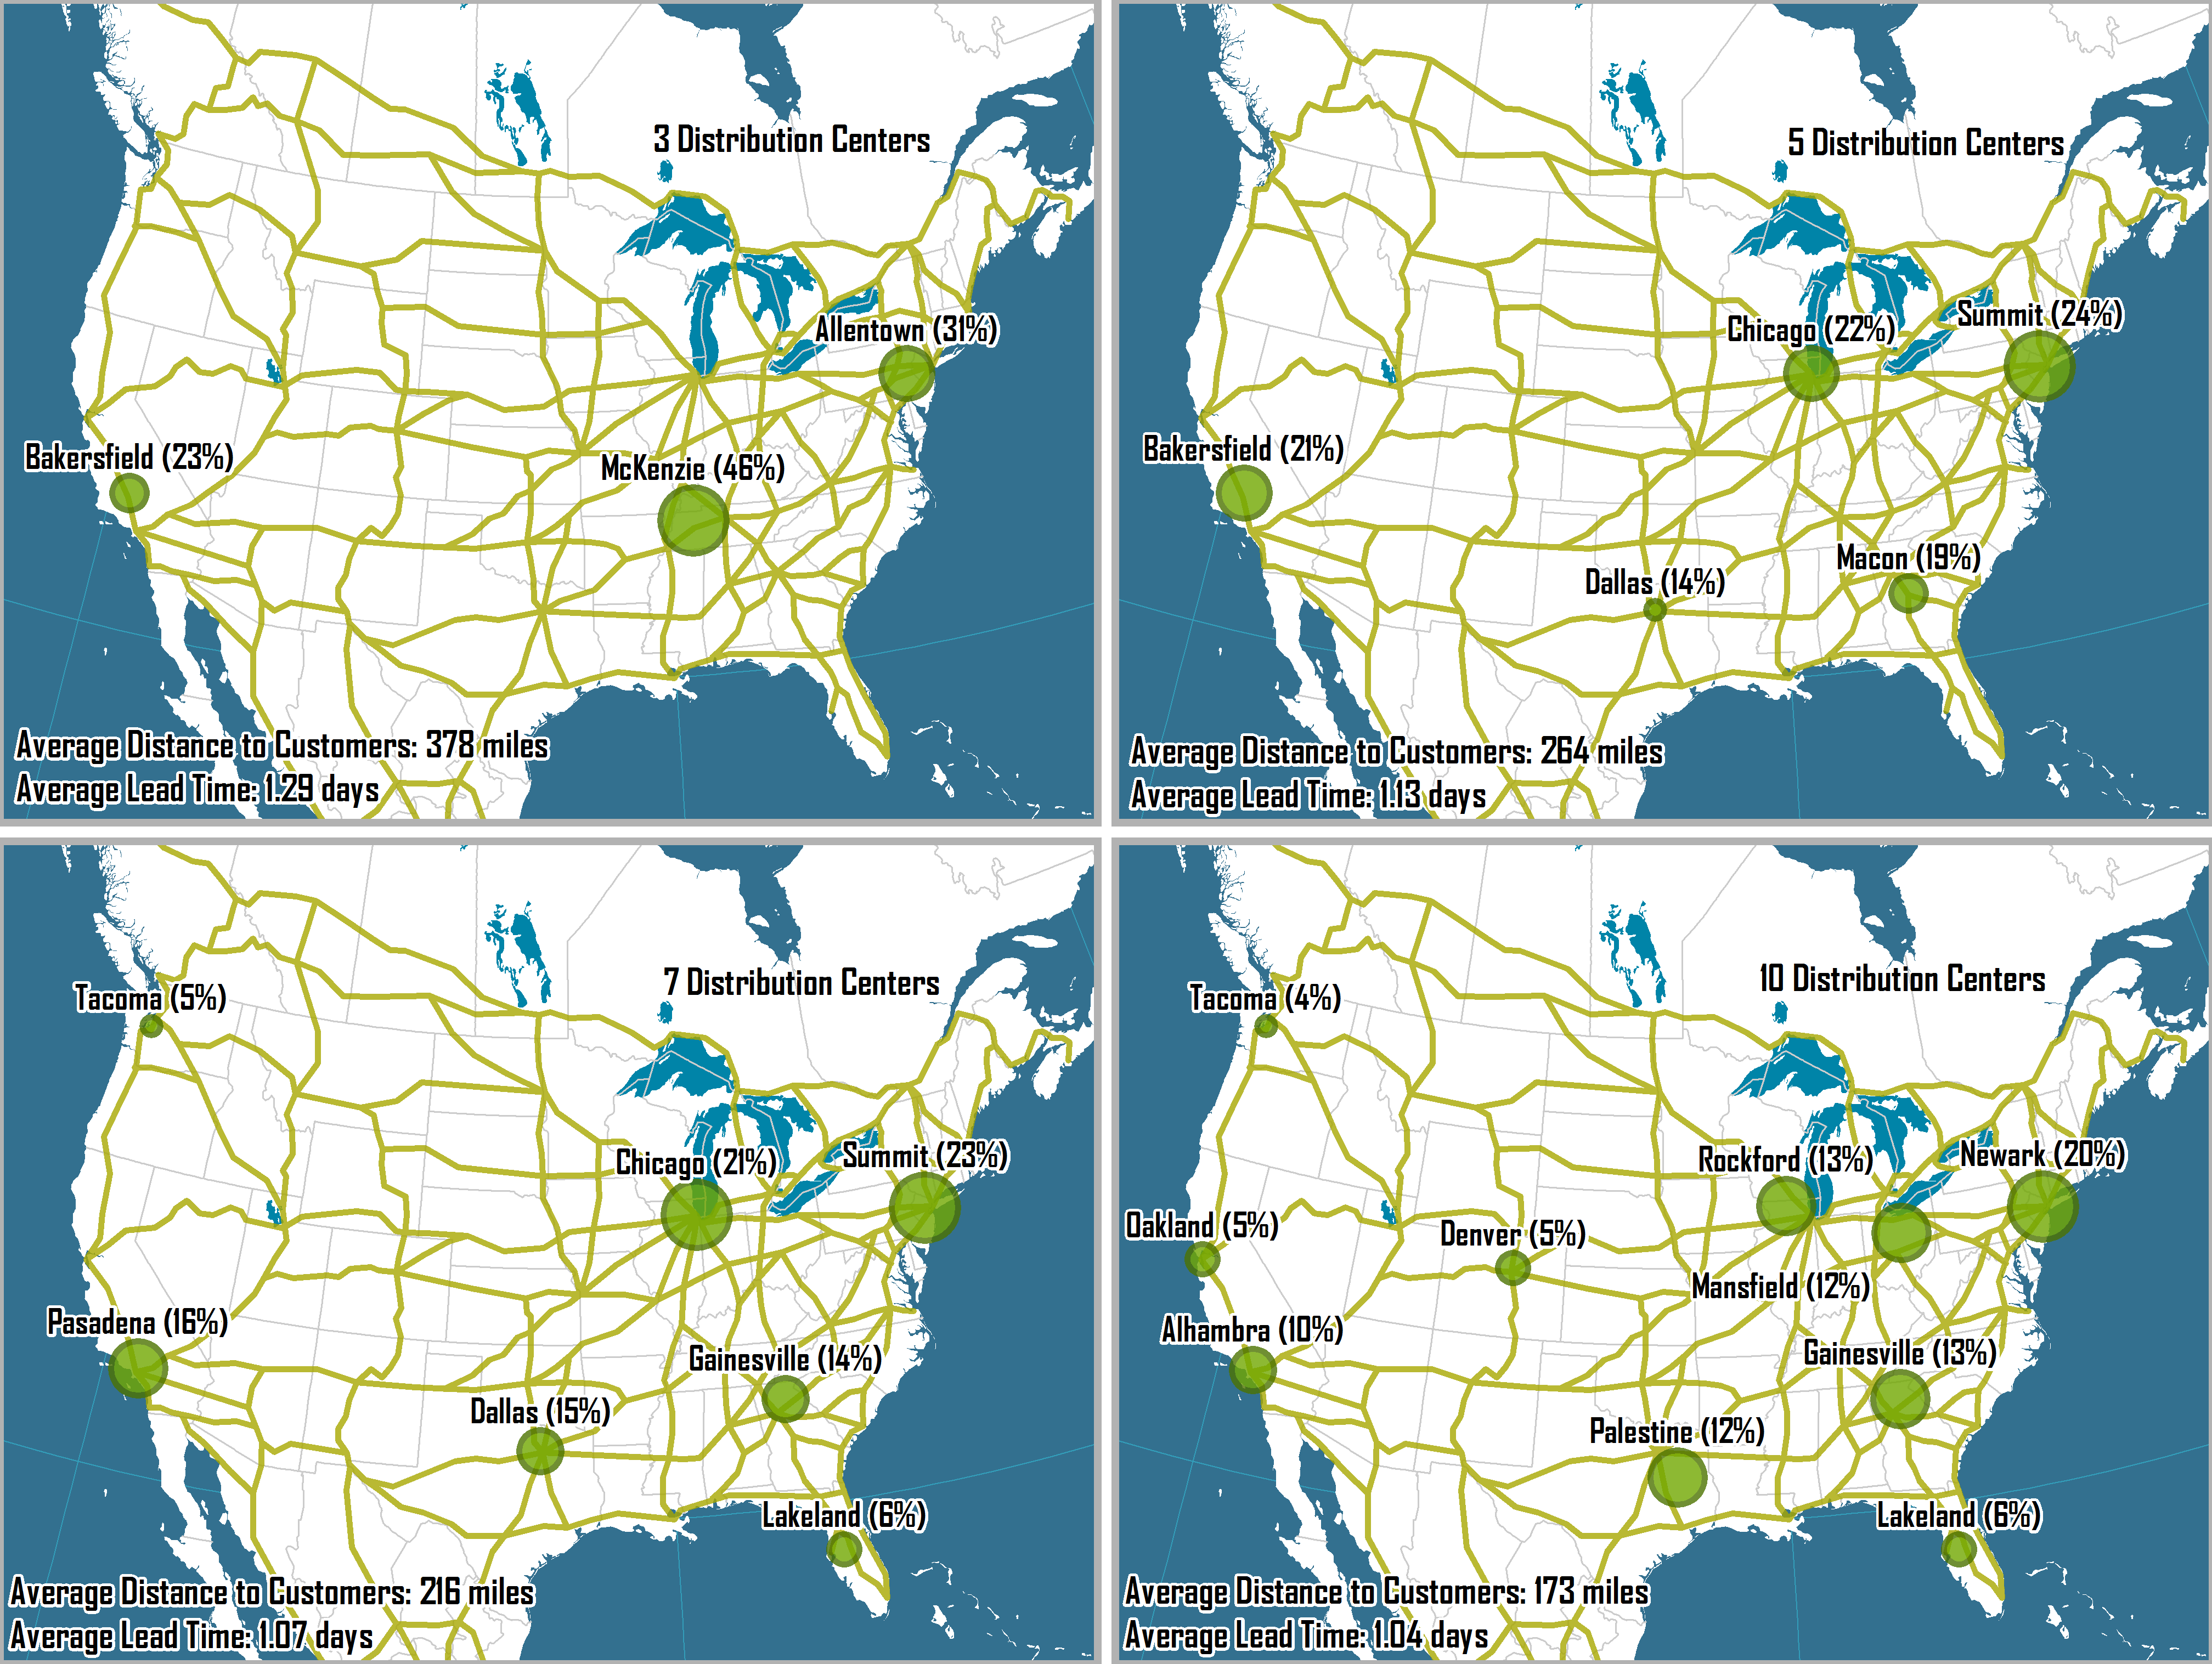 3 Distribution Centers
Allentown (31%)
Bakersfield (23%)
McKenzie (46%)
Average Distance to Customers: 378 miles
Average Lead Time: 1.29 days
5 Distribution Centers
Summit (24%)
Chicago (22%)
Bakersfield (21%)
Macon (19%)
Dallas (14%)
Average Distance to Customers: 264 miles
Average Lead Time: 1.13 days
7 Distribution Centers
Tacoma (5%)
Summit (23%)
Chicago (21%)
Pasadena (16%)
Gainesville (14%)
Dallas (15%)
Lakeland (6%)
Average Distance to Customers: 216 miles
Average Lead Time: 1.07 days
10 Distribution Centers
Tacoma (4%)
Newark (20%)
Rockford (13%)
Oakland (5%)
Denver (5%)
Mansfield (12%)
Alhambra (10%)
Gainesville (13%)
Palestine (12%)
Lakeland (6%)
Average Distance to Customers: 173 miles
Average Lead Time: 1.04 days